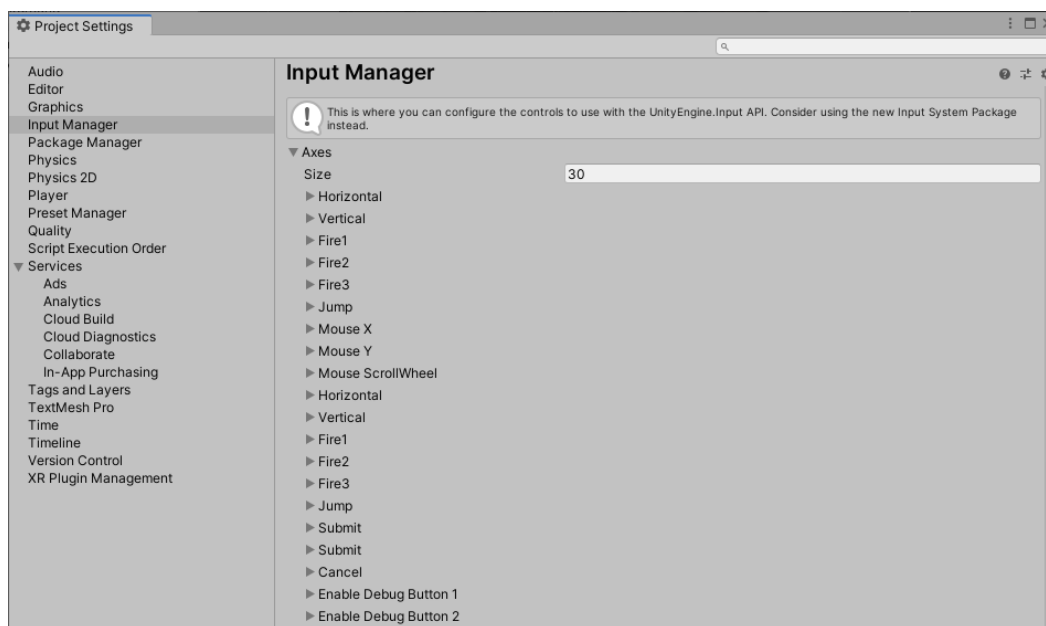 Project Settings
Audio
Editor
Graphics
Input Manager
Package Manager
Physics
Physics 2D
Player
Preset Manager
Quality
Script Execution Order
Services
Ads
Analytics
Cloud Build
Cloud Diagnostics
Collaborate
In-App Purchasing
Tags and Layers
TextMesh Pro
Time
Timeline
Version Control
XR Plugin Management
Input Manager
This is where you can configure the controls to use with the UnityEngine.Input API. Consider using the new Input System Package
instead.
Axes
Size 30
Horizontal
Vertical
Fire1
Fire2
Fire3
Jump
Mouse X
Mouse Y
Mouse ScrollWheel
Horizontal
Vertical
Fire1
Fire2
Fire3
Jump
Submit
Submit
Cancel
Enable Debug Button 1
Enable Debug Button 2